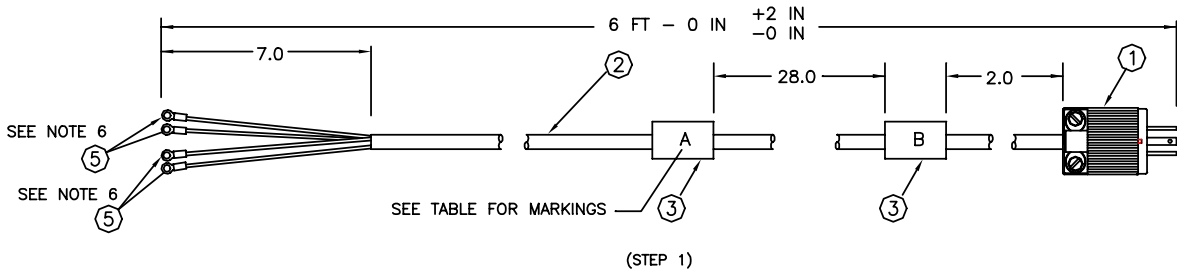 6 FT - 0 IN +2 IN
-0 IN
7.0
2
28.0
2.0
1
SEE NOTE 6
5
A
B
SEE NOTE 6
5
SEE TABLE FOR MARKINGS
3
3
(STEP 1)